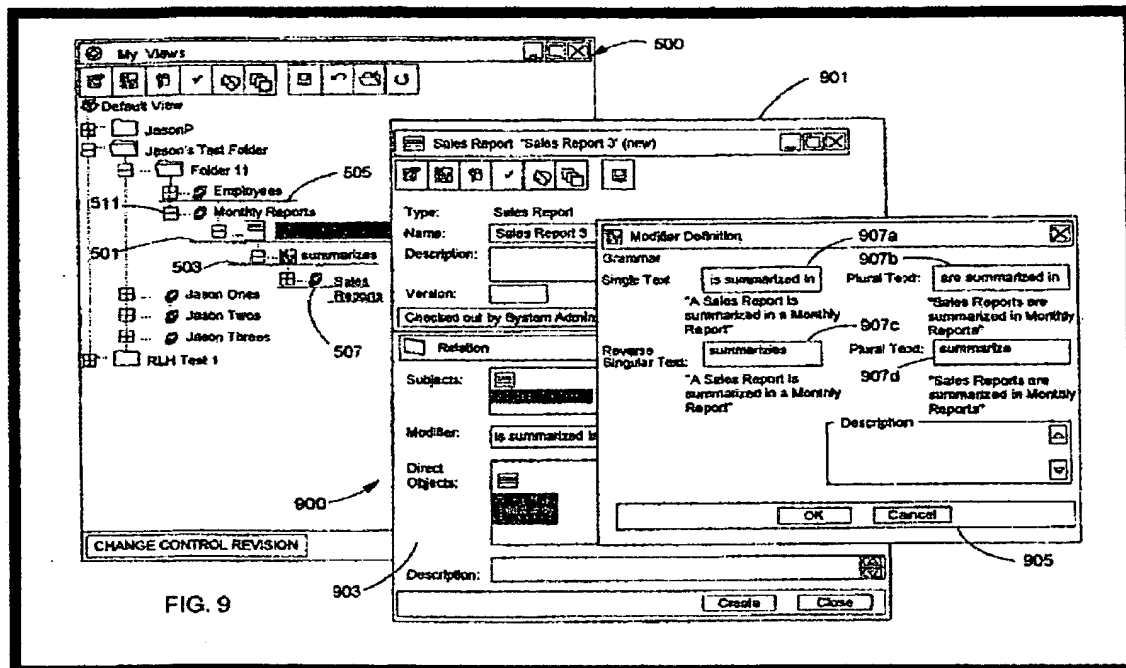 My Views
500
Default View
JasonP
Jason's Test Folder
Folder 11
505
Employees
511
Monthly Reports
501
503
summarizes
Sales
Reports
Jason Ones
Jason Twos
Jason Threes
507
RLH Test 1
CHANGE CONTROL REVISION
901
Sales Report "Sales Report 3' (new)
Type: Sales Report
Name: Sales Report 3
Description:
Version:
Checked out by System Admin
Relation
Subjects:
Modifier: is summarized in
Direct
Objects:
900
903
Description:
Create Close
Modifier Definition
907a
907b
Grammar
Single Text is summarized in Plural Text: are summarized in
"A Sales Report is
summarized in a Monthly
Report"
"Sales Reports are
summarized in Monthly
Reports"
907c
Reverse
Singular Text: summarizies Plural Text: summarize
907d
"A Sales Report is
summarized in a Monthly
Report"
"Sales Reports are
summarized in Monthly
Reports"
Description
OK Cancel
905
FIG. 9